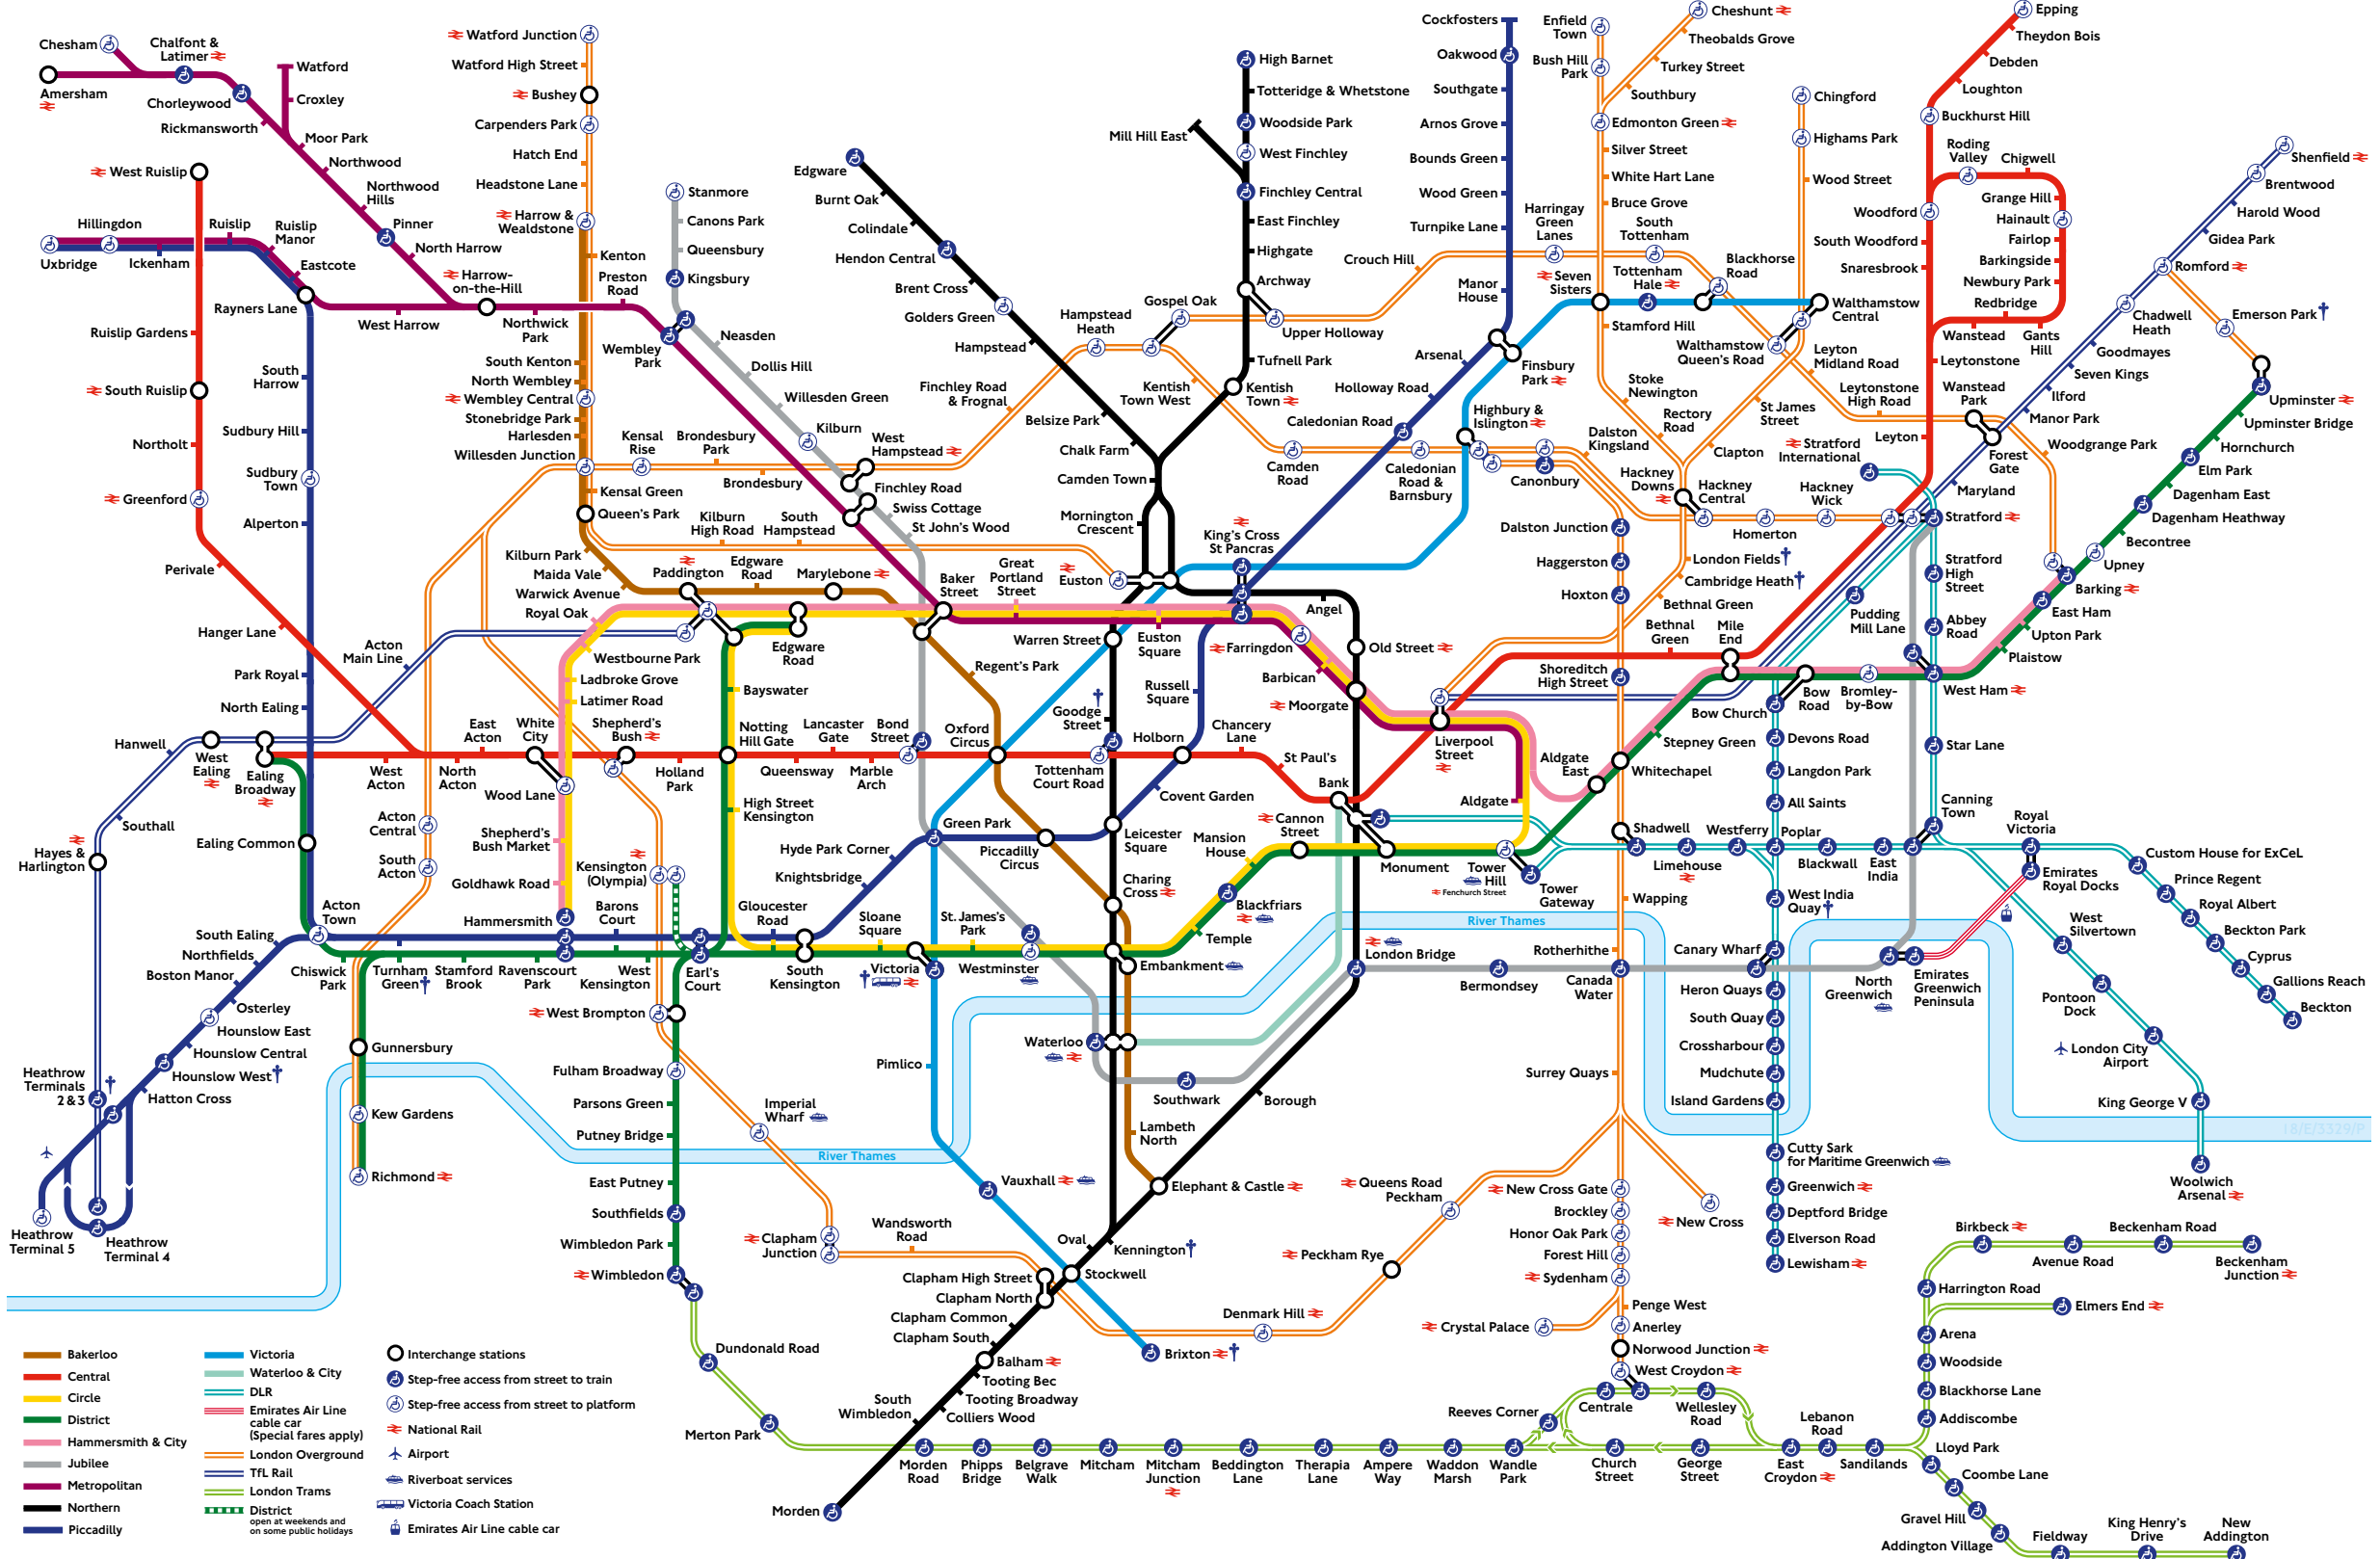 Chesham
Chalfont &
Latimer
Amersham
Chorleywood
Rickmansworth
Watford
Croxley
Moor Park
Northwood
Northwood
Hills
Pinner
North Harrow
Harrow-
on-the-Hill
West Ruislip
Hillingdon
Ruislip
Ruislip
Manor
Uxbridge
Ickenham
Eastcote
Rayners Lane
West Harrow
Northwick
Park
Preston
Road
Ruislip Gardens
South Ruislip
Northolt
Greenford
Perivale
Hanger Lane
South
Harrow
Sudbury Hill
Sudbury
Town
Alperton
Park Royal
North Ealing
Watford Junction
Watford High Street
Bushey
Carpenders Park
Hatch End
Headstone Lane
Harrow &
Wealdstone
Kenton
South Kenton
North Wembley
Wembley Central
Stonebridge Park
Harlesden
Willesden Junction
Kensal Green
Queen's Park
Kilburn Park
Maida Vale
Warwick Avenue
Royal Oak
Stanmore
Canons Park
Queensbury
Kingsbury
Wembley
Park
Neasden
Dollis Hill
Willesden Green
Kilburn
West
Hampstead
Finchley Road
Swiss Cottage
St John's Wood
Kensal
Rise
Brondesbury
Park
Brondesbury
Kilburn
High Road
South
Hampstead
Edgware
Burnt Oak
Colindale
Hendon Central
Brent Cross
Golders Green
Hampstead
Belsize Park
Chalk Farm
Camden Town
Mornington
Crescent
Finchley Road
& Frognal
Hampstead
Heath
Gospel Oak
Kentish
Town West
Mill Hill East
High Barnet
Totteridge & Whetstone
Woodside Park
West Finchley
Finchley Central
East Finchley
Highgate
Archway
Upper Holloway
Tufnell Park
Kentish
Town
Crouch Hill
Cockfosters
Oakwood
Southgate
Arnos Grove
Bounds Green
Wood Green
Turnpike Lane
Manor
House
Arsenal
Finsbury
Park
Holloway Road
Caledonian Road
Highbury &
Islington
Camden
Road
Caledonian
Road &
Barnsbury
Canonbury
Enfield
Town
Bush Hill
Park
Cheshunt
Theobalds Grove
Turkey Street
Southbury
Edmonton Green
Silver Street
White Hart Lane
Bruce Grove
Harringay
Green
Lanes
South
Tottenham
Seven
Sisters
Tottenham
Hale
Blackhorse
Road
Stamford Hill
Stoke
Newington
Rectory
Road
Clapton
Dalston
Kingsland
Hackney
Downs
Hackney
Central
Hackney
Wick
Homerton
London Fields
Cambridge Heath
Bethnal Green
Chingford
Highams Park
Wood Street
Walthamstow
Central
Walthamstow
Queen's Road
St James
Street
Leyton
Midland Road
Leytonstone
High Road
Wanstead
Park
Epping
Theydon Bois
Debden
Loughton
Buckhurst Hill
Roding
Valley
Chigwell
Grange Hill
Hainault
Fairlop
Barkingside
Newbury Park
Redbridge
Wanstead
Gants
Hill
Woodford
South Woodford
Snaresbrook
Leytonstone
Leyton
Stratford
International
Stratford
Shenfield
Brentwood
Harold Wood
Gidea Park
Romford
Chadwell
Heath
Goodmayes
Seven Kings
Ilford
Manor Park
Forest
Gate
Maryland
Woodgrange Park
Emerson Park
Upminster
Upminster Bridge
Hornchurch
Elm Park
Dagenham East
Dagenham Heathway
Becontree
Upney
Barking
East Ham
Upton Park
Plaistow
West Ham
Stratford
High
Street
Abbey
Road
Star Lane
Canning
Town
Pudding
Mill Lane
Bow Church
Bow
Road
Bromley-
by-Bow
Mile
End
Bethnal
Green
Stepney Green
Whitechapel
Aldgate
East
Dalston Junction
Haggerston
Hoxton
Shoreditch
High Street
Paddington
Edgware
Road
Marylebone
Baker
Street
Great
Portland
Street
Euston
King's Cross
St Pancras
Angel
Old Street
Warren Street
Euston
Square
Farringdon
Barbican
Moorgate
Liverpool
Street
Aldgate
Regent's Park
Goodge
Street
Russell
Square
Edgware
Road
Westbourne Park
Ladbroke Grove
Latimer Road
Bayswater
Acton
Main Line
Hanwell
West
Ealing
Ealing
Broadway
Southall
Hayes &
Harlington
West
Acton
North
Acton
East
Acton
White
City
Wood Lane
Shepherd's
Bush
Holland
Park
Notting
Hill Gate
Queensway
Lancaster
Gate
Marble
Arch
Bond
Street
Oxford
Circus
Tottenham
Court Road
Holborn
Chancery
Lane
St Paul's
Bank
High Street
Kensington
Covent Garden
Leicester
Square
Green Park
Piccadilly
Circus
Hyde Park Corner
Knightsbridge
Charing
Cross
Cannon
Street
Mansion
House
Monument
Tower
Hill
Fenchurch Street
Tower
Gateway
Blackfriars
Temple
Embankment
Shepherd's
Bush Market
Goldhawk Road
Hammersmith
Kensington
(Olympia)
Barons
Court
Gloucester
Road
Sloane
Square
St. James's
Park
Victoria
Westminster
South
Kensington
Earl's
Court
West
Kensington
Ravenscourt
Park
Stamford
Brook
Turnham
Green
Chiswick
Park
Acton
Central
South
Acton
Ealing Common
Acton
Town
South Ealing
Northfields
Boston Manor
Osterley
Hounslow East
Hounslow Central
Hounslow West
Hatton Cross
Heathrow
Terminals
2 & 3
Heathrow
Terminal 5
Heathrow
Terminal 4
Gunnersbury
Kew Gardens
Richmond
West Brompton
Fulham Broadway
Parsons Green
Putney Bridge
East Putney
Southfields
Wimbledon Park
Wimbledon
Imperial
Wharf
Clapham
Junction
Wandsworth
Road
River Thames
Pimlico
Vauxhall
Waterloo
Southwark
Borough
Lambeth
North
Elephant & Castle
Kennington
Oval
Stockwell
Clapham High Street
Clapham North
Clapham Common
Clapham South
Balham
Tooting Bec
Tooting Broadway
Colliers Wood
South
Wimbledon
Morden
Brixton
London Bridge
Bermondsey
River Thames
Shadwell
Wapping
Rotherhithe
Canada
Water
Surrey Quays
Limehouse
Westferry
Poplar
Blackwall
East
India
Devons Road
Langdon Park
All Saints
West India
Quay
Canary Wharf
Heron Quays
South Quay
Crossharbour
Mudchute
Island Gardens
Cutty Sark
for Maritime Greenwich
Greenwich
Deptford Bridge
Elverson Road
Lewisham
North
Greenwich
Emirates
Greenwich
Peninsula
Royal
Victoria
Emirates
Royal Docks
Custom House for ExCeL
Prince Regent
Royal Albert
Beckton Park
Cyprus
Gallions Reach
Beckton
West
Silvertown
Pontoon
Dock
London City
Airport
King George V
Woolwich
Arsenal
18/E/3329/P
Denmark Hill
Peckham Rye
Queens Road
Peckham
New Cross Gate
New Cross
Brockley
Honor Oak Park
Forest Hill
Sydenham
Crystal Palace
Penge West
Anerley
Norwood Junction
West Croydon
Dundonald Road
Merton Park
Morden
Road
Phipps
Bridge
Belgrave
Walk
Mitcham
Mitcham
Junction
Beddington
Lane
Therapia
Lane
Ampere
Way
Waddon
Marsh
Wandle
Park
Reeves Corner
Centrale
Wellesley
Road
Church
Street
George
Street
East
Croydon
Lebanon
Road
Sandilands
Lloyd Park
Coombe Lane
Gravel Hill
Addington Village
Fieldway
King Henry's
Drive
New
Addington
Addiscombe
Blackhorse Lane
Woodside
Arena
Elmers End
Harrington Road
Birkbeck
Avenue Road
Beckenham Road
Beckenham
Junction
Bakerloo
Central
Circle
District
Hammersmith & City
Jubilee
Metropolitan
Northern
Piccadilly
Victoria
Waterloo & City
DLR
Emirates Air Line
cable car
(Special fares apply)
London Overground
TfL Rail
London Trams
District
open at weekends and
on some public holidays
Interchange stations
Step-free access from street to train
Step-free access from street to platform
National Rail
Airport
Riverboat services
Victoria Coach Station
Emirates Air Line cable car